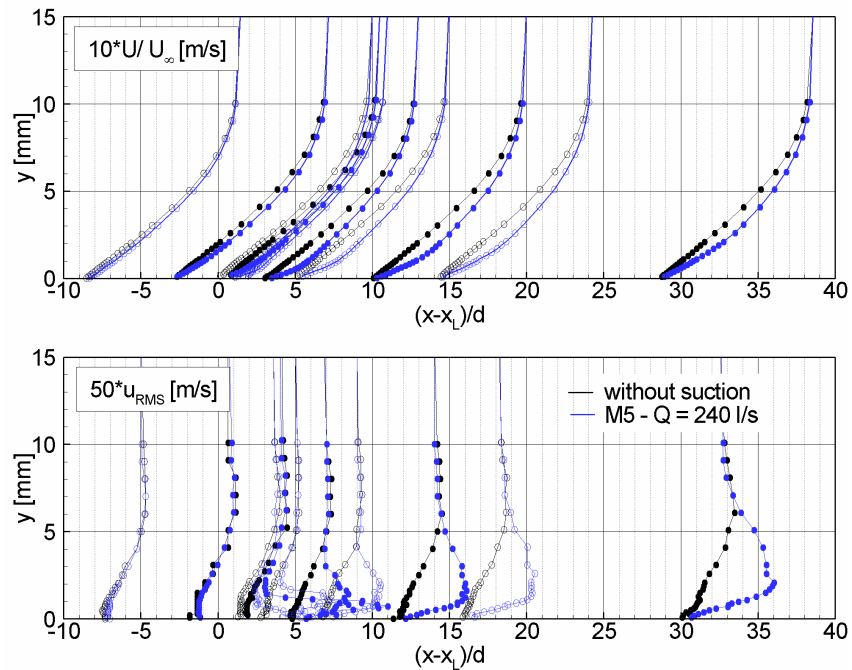 15
10
5
0
y [mm]
10*U/ U∞ [m/s]
-10 -5 0 5 10 15 20 25 30 35 40
(x-xL)/d
15
10
5
0
y [mm]
50*uRMS [m/s]
without suction
M5 - Q = 240 l/s
-10 -5 0 5 10 15 20 25 30 35 40
(x-xL)/d